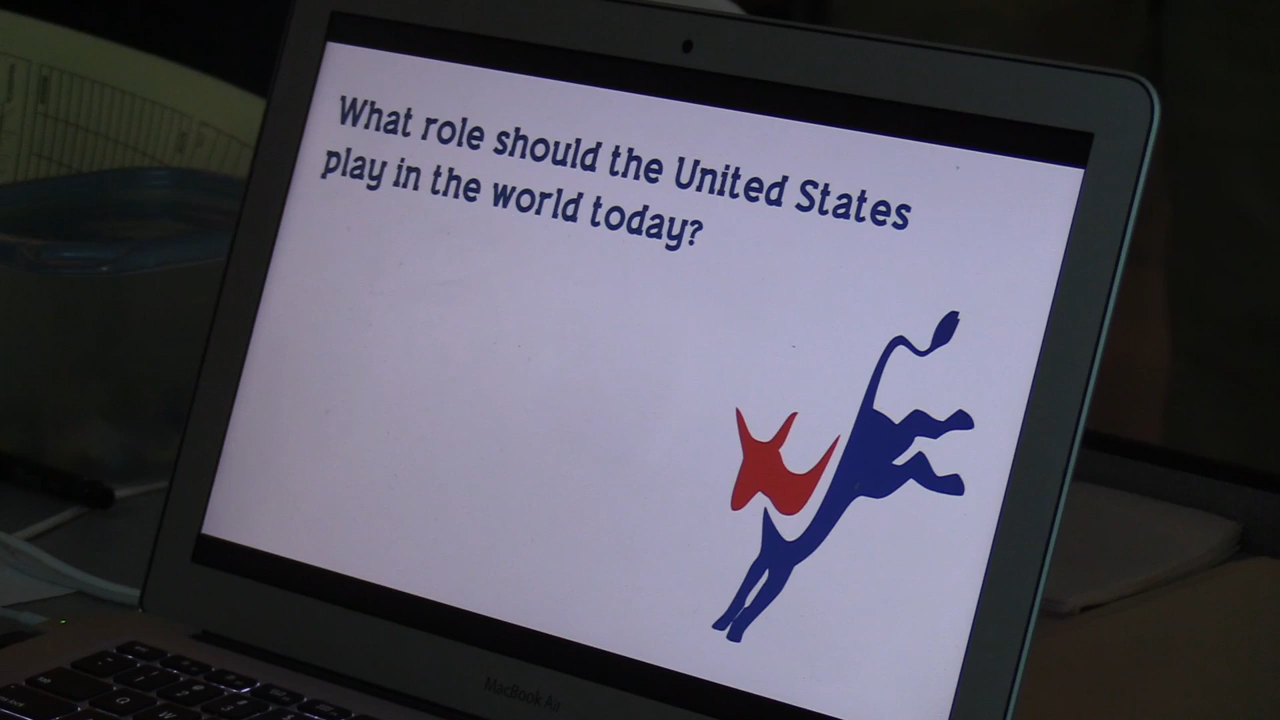 What role should the United States
play in the world today?
MacBook Air
Q
W